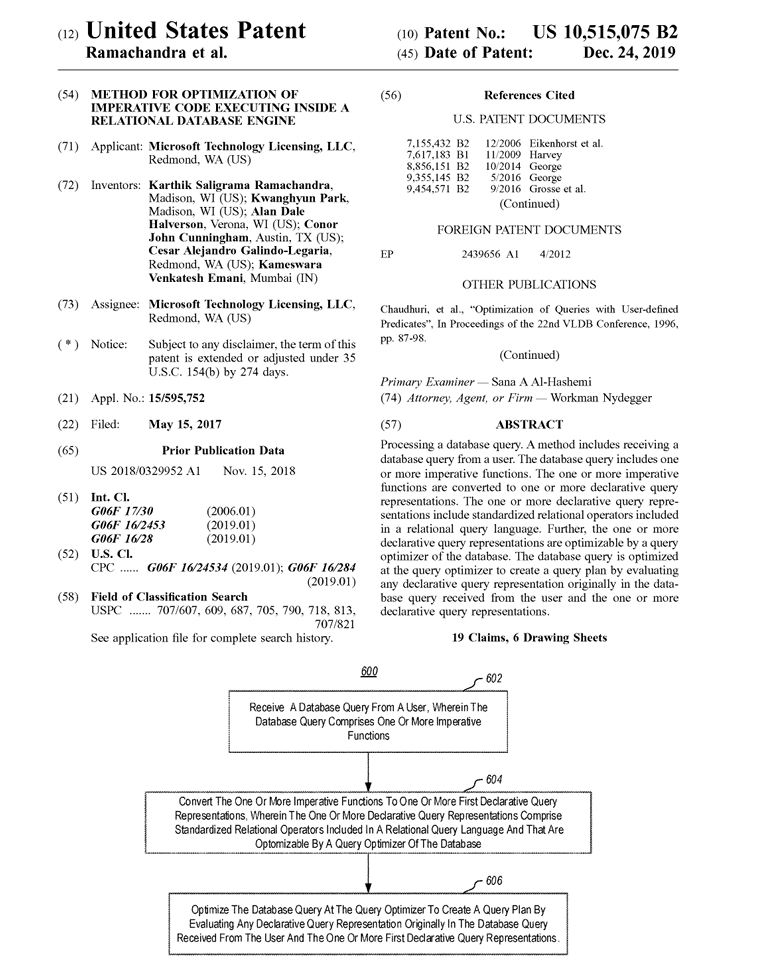 (12) United States Patent
Ramachandra et al.
(10) Patent No.: US 10,515,075 B2
(45) Date of Patent: Dec. 24, 2019
(54) METHOD FOR OPTIMIZATION OF
IMPERATIVE CODE EXECUTING INSIDE A
RELATIONAL DATABASE ENGINE
(71) Applicant: Microsoft Technology Licensing, LLC,
Redmond, WA (US)
(72) Inventors: Karthik Saligrama Ramachandra,
Madison, WI (US); Kwanghyun Park,
Madison, WI (US); Alan Dale
Halverson, Verona, WI (US); Conor
John Cunningham, Austin, TX (US);
Cesar Alejandro Galindo-Legaria,
Redmond, WA (US); Kameswara
Venkatesh Emani, Mumbai (IN)
(73) Assignee: Microsoft Technology Licensing, LLC,
Redmond, WA (US)
( * ) Notice: Subject to any disclaimer, the term of this
patent is extended or adjusted under 35
U.S.C. 154(b) by 274 days.
(21) Appl. No.: 15/595,752
(22) Filed: May 15, 2017
(65) Prior Publication Data
US 2018/0329952 A1 Nov. 15, 2018
(51) Int. Cl.
G06F 17/30 (2006.01)
G06F 16/2453 (2019.01)
G06F 16/28 (2019.01)
(52) U.S. Cl.
CPC ...... G06F 16/24534 (2019.01); G06F 16/284
(2019.01)
(58) Field of Classification Search
USPC ....... 707/607, 609, 687, 705, 790, 718, 813,
707/821
See application file for complete search history.
(56) References Cited
U.S. PATENT DOCUMENTS
7,155,432 B2 12/2006 Eikenhorst et al.
7,617,183 B1 11/2009 Harvey
8,856,151 B2 10/2014 George
9,355,145 B2 5/2016 George
9,454,571 B2 9/2016 Grosse et al.
(Continued)
FOREIGN PATENT DOCUMENTS
EP 2439656 A1 4/2012
OTHER PUBLICATIONS
Chaudhuri, et al., “Optimization of Queries with User-defined
Predicates”, In Proceedings of the 22nd VLDB Conference, 1996,
pp. 87-98.
(Continued)
Primary Examiner — Sana A Al-Hashemi
(74) Attorney, Agent, or Firm — Workman Nydegger
(57) ABSTRACT
Processing a database query. A method includes receiving a
database query from a user. The database query includes one
or more imperative functions. The one or more imperative
functions are converted to one or more declarative query
representations. The one or more declarative query repre-
sentations include standardized relational operators included
in a relational query language. Further, the one or more
declarative query representations are optimizable by a query
optimizer of the database. The database query is optimized
at the query optimizer to create a query plan by evaluating
any declarative query representation originally in the data-
base query received from the user and the one or more
declarative query representations.
19 Claims, 6 Drawing Sheets
600
602
Receive A Database Query From A User, Wherein The
Database Query Comprises One Or More Imperative
Functions
604
Convert The One Or More Imperative Functions To One Or More First Declarative Query
Representations, Wherein The One Or More Declarative Query Representations Comprise
Standardized Relational Operators Included In A Relational Query Language And That Are
Optomizable By A Query Optimizer Of The Database
606
Optimize The Database Query At The Query Optimizer To Create A Query Plan By
Evaluating Any Declarative Query Representation Originally In The Database Query
Received From The User And The One Or More First Declarative Query Representations.